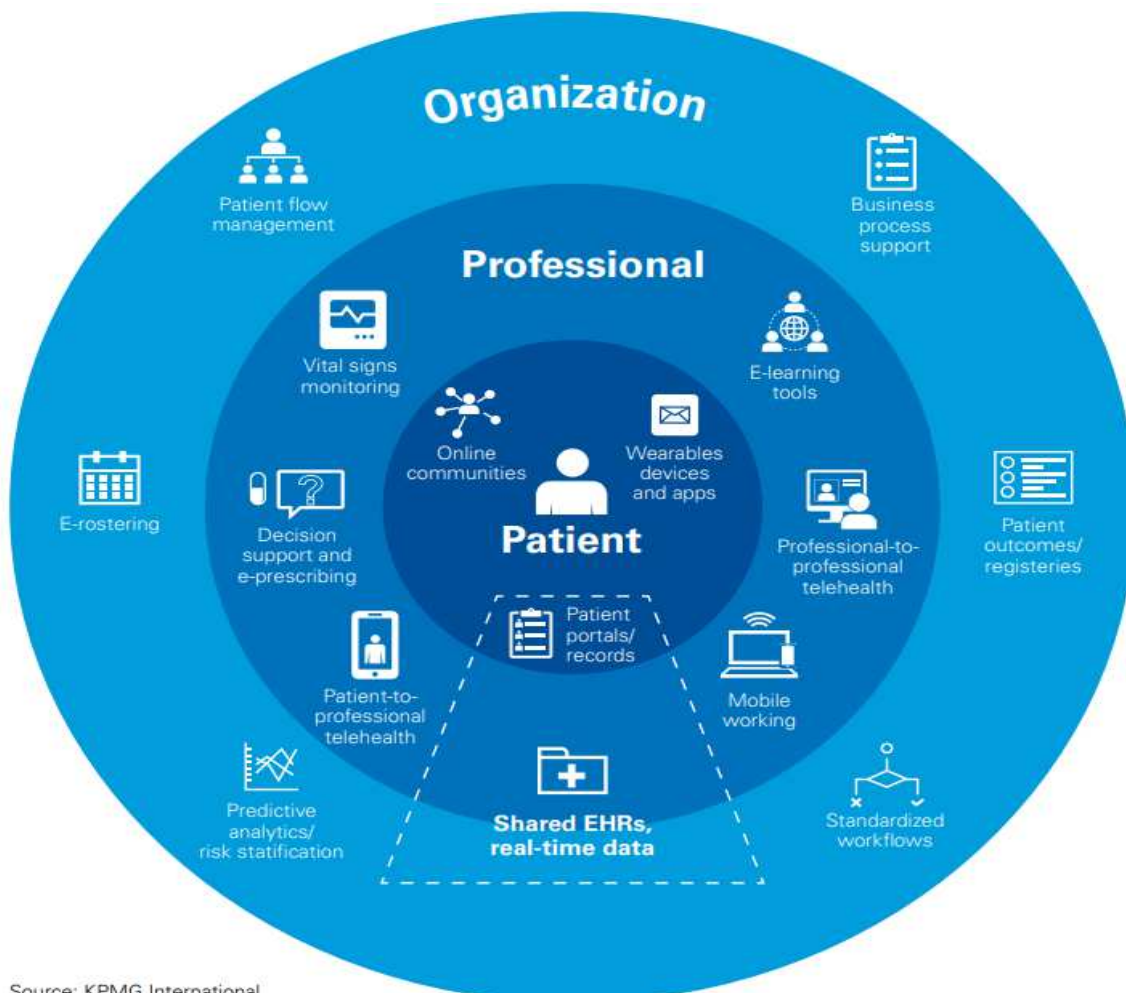 Organization
Patient flow
management
Business
process
support
Professional
Vital signs
monitoring
E-learning
tools
Online
communities
Wearables
devices
and apps
E-rostering
Decision
support and
e-prescribing
Patient
Professional-to-
professional
telehealth
Patient
outcomes/
registeries
Patient
portals/
records
Patient-to-
professional
telehealth
Mobile
working
Predictive
analytics/
risk statification
Shared EHRs,
real-time data
Standardized
workflows
Source: KPMG International